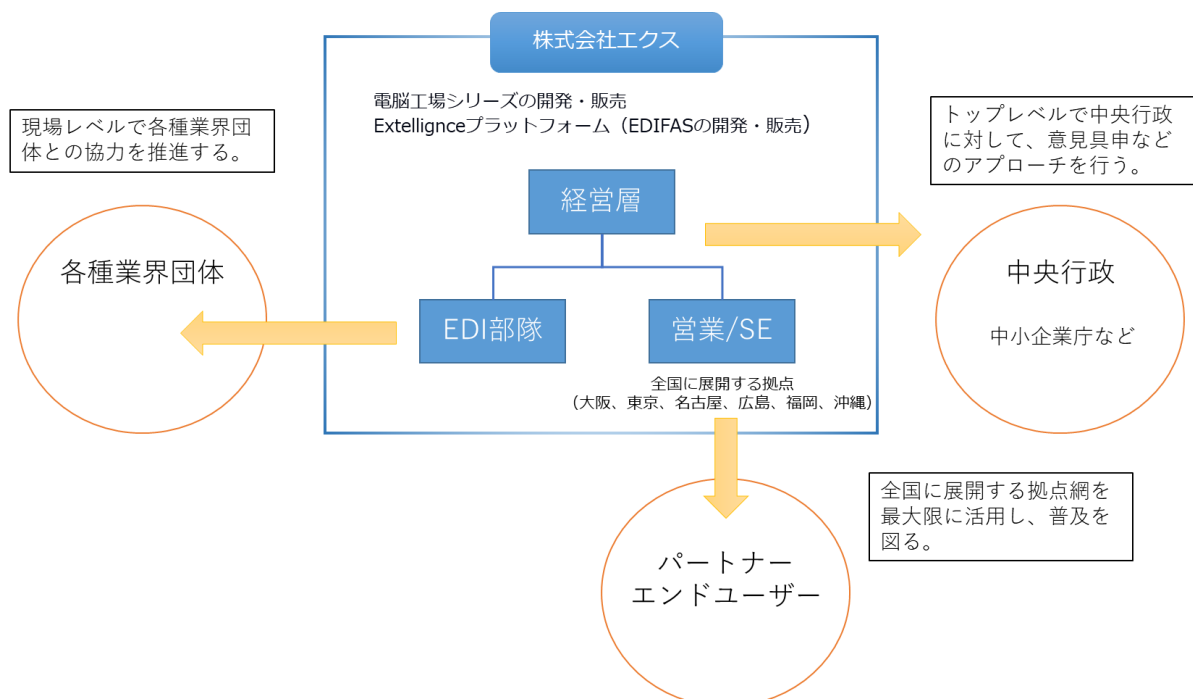 株式会社エクス
電脳工場シリーズの開発・販売
Extellignceプラットフォーム（EDIFASの開発・販売）
現場レベルで各種業界団
体との協力を推進する。
トップレベルで中央行政
に対して、意見具申など
のアプローチを行う。
経営層
各種業界団体
中央行政
中小企業庁など
EDI部隊
営業/SE
全国に展開する拠点
（大阪、東京、名古屋、広島、福岡、沖縄）
全国に展開する拠点網を
最大限に活用し、普及を
図る。
パートナー
エンドユーザー